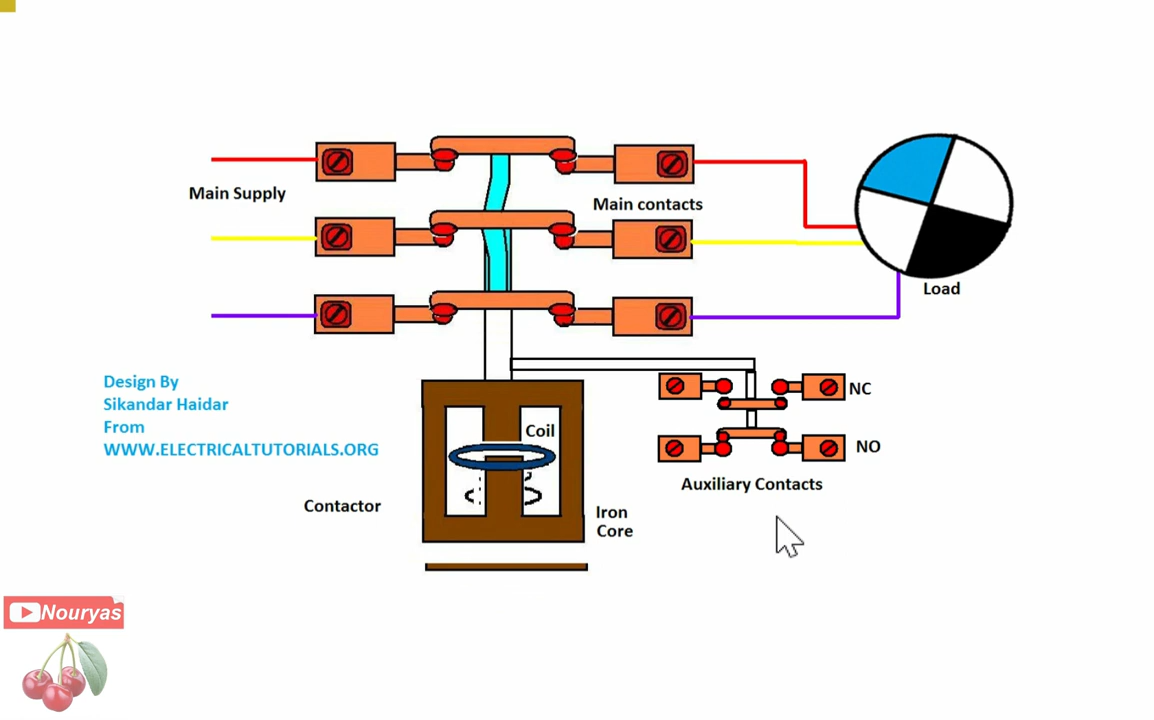 Main Supply
Main contacts
Load
Design By
Sikandar Haidar
From
WWW.ELECTRICALTUTORIALS.ORG
NC
NO
Coil
Auxiliary Contacts
Contactor
Iron
Core
Nouryas